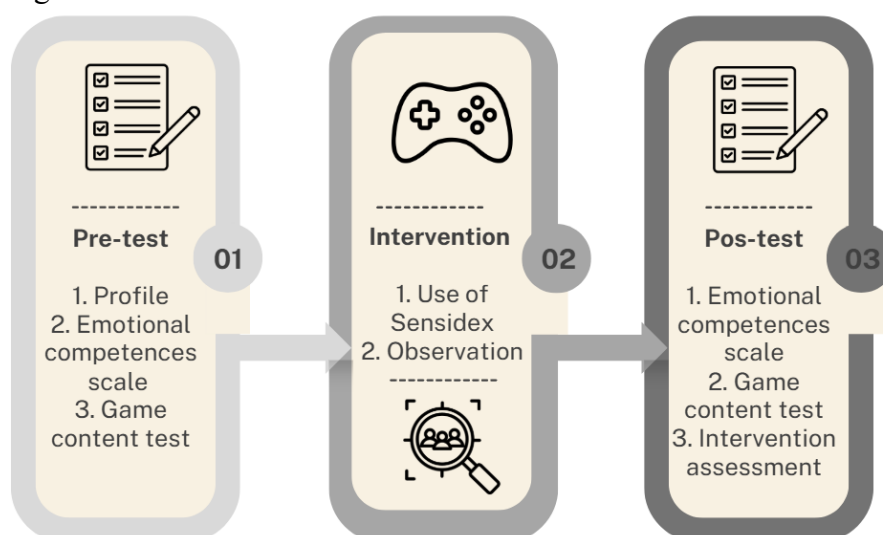 Pre-test
01
1. Profile
2. Emotional
competences
scale
3. Game
content test
Intervention
02
1. Use of
Sensidex
2. Observation
Pos-test
03
1. Emotional
competences
scale
2. Game
content test
3. Intervention
assessment